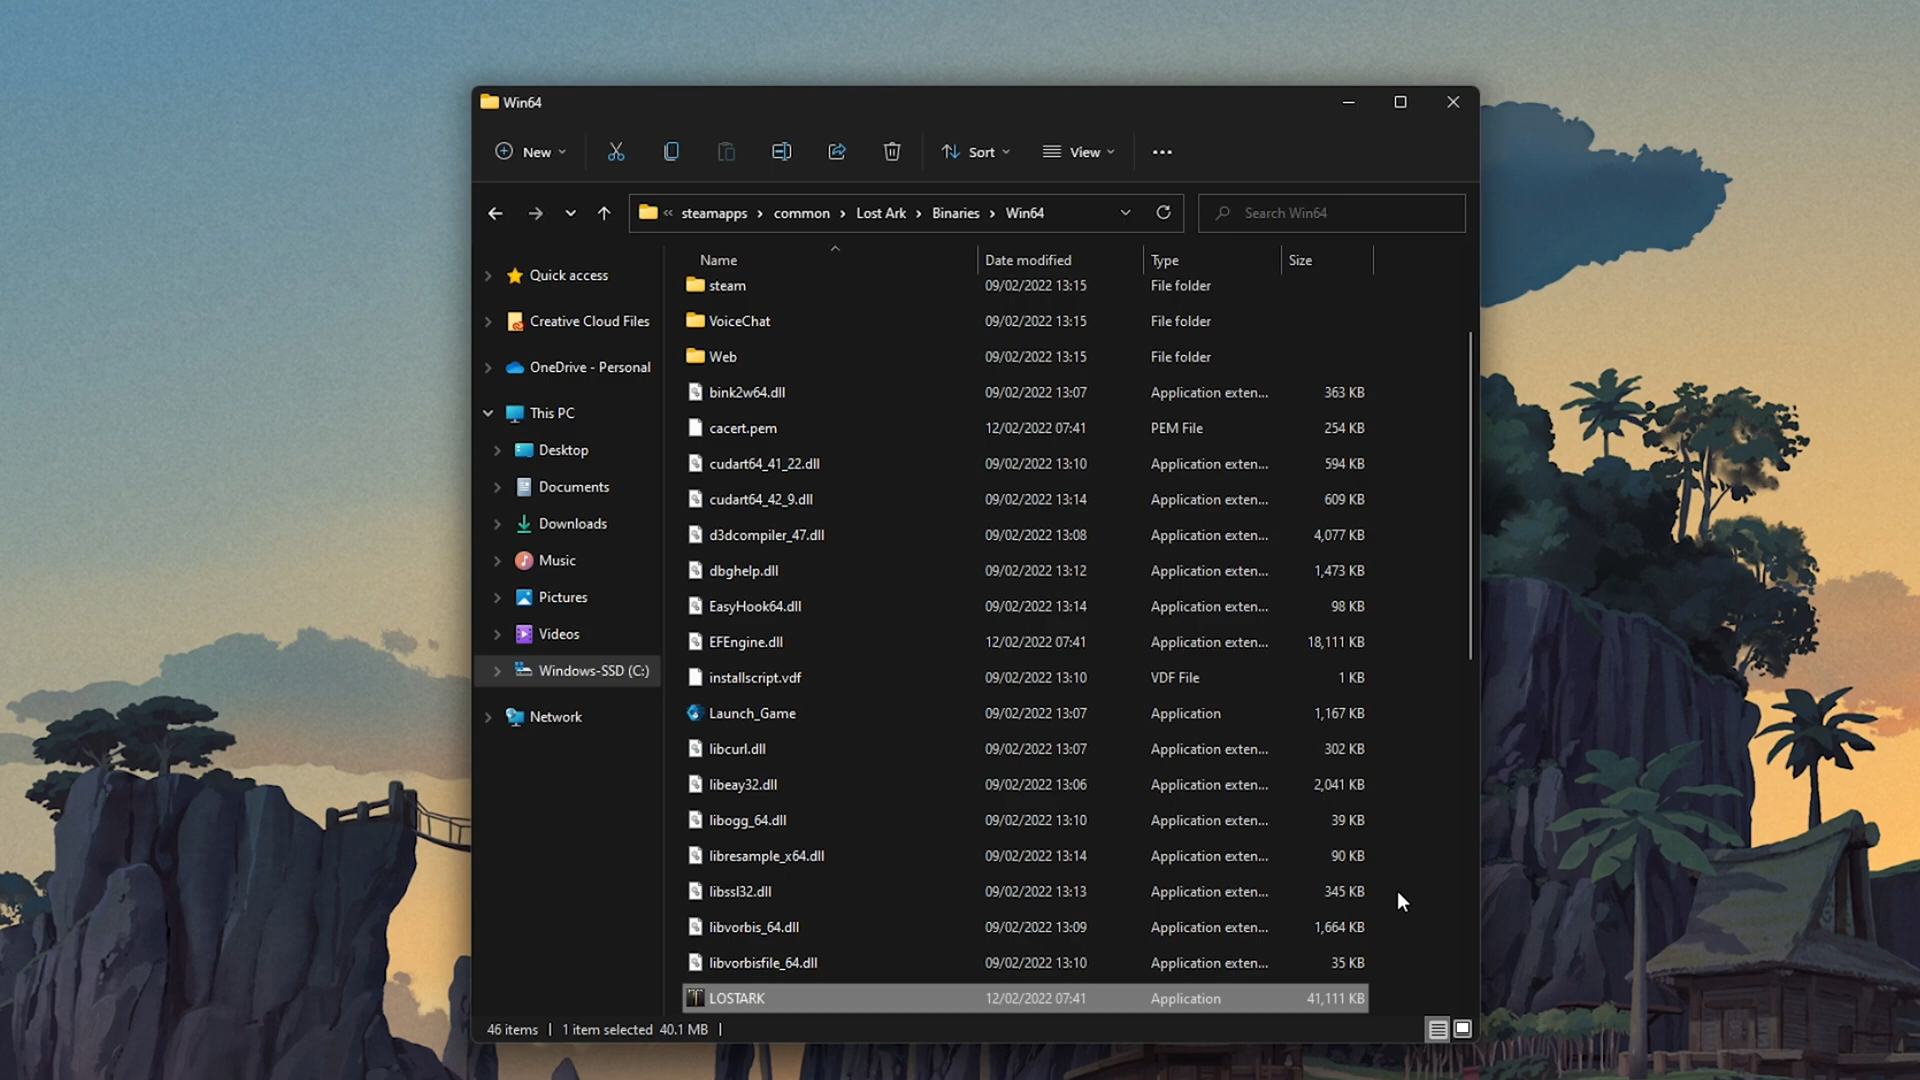 Win64
New
Sort
View
steamapps > common > Lost Ark > Binaries > Win64
Search Win64
Name Date modified Type Size
Quick access
Creative Cloud Files
OneDrive - Personal
This PC
Desktop
Documents
Downloads
Music
Pictures
Videos
Windows-SSD (C:)
Network
steam 09/02/2022 13:15 File folder
VoiceChat 09/02/2022 13:15 File folder
Web 09/02/2022 13:15 File folder
bink2w64.dll 09/02/2022 13:07 Application exten... 363 KB
cacert.pem 12/02/2022 07:41 PEM File 254 KB
cudart64_41_22.dll 09/02/2022 13:10 Application exten... 594 KB
cudart64_42_9.dll 09/02/2022 13:14 Application exten... 609 KB
d3dcompiler_47.dll 09/02/2022 13:08 Application exten... 4,077 KB
dbghelp.dll 09/02/2022 13:12 Application exten... 1,473 KB
EasyHook64.dll 09/02/2022 13:14 Application exten... 98 KB
EFEngine.dll 12/02/2022 07:41 Application exten... 18,111 KB
installscript.vdf 09/02/2022 13:10 VDF File 1 KB
Launch_Game 09/02/2022 13:07 Application 1,167 KB
libcurl.dll 09/02/2022 13:07 Application exten... 302 KB
libeay32.dll 09/02/2022 13:06 Application exten... 2,041 KB
libogg_64.dll 09/02/2022 13:10 Application exten... 39 KB
libresample_x64.dll 09/02/2022 13:14 Application exten... 90 KB
libssl32.dll 09/02/2022 13:13 Application exten... 345 KB
libvorbis_64.dll 09/02/2022 13:09 Application exten... 1,664 KB
libvorbisfile_64.dll 09/02/2022 13:10 Application exten... 35 KB
LOSTARK 12/02/2022 07:41 Application 41,111 KB
46 items | 1 item selected 40.1 MB |